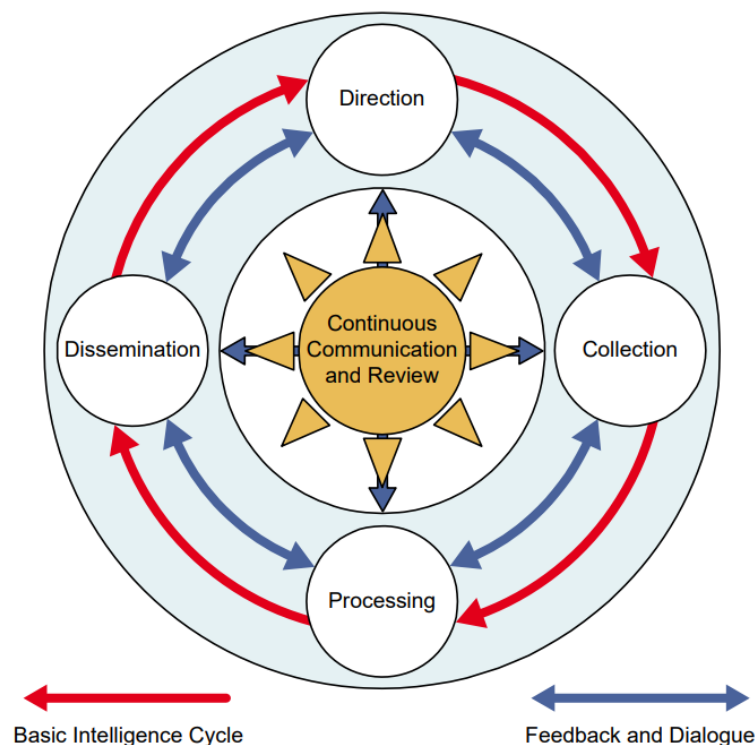 Direction
Dissemination
Continuous
Communication
and Review
Collection
Processing
Basic Intelligence Cycle
Feedback and Dialogue